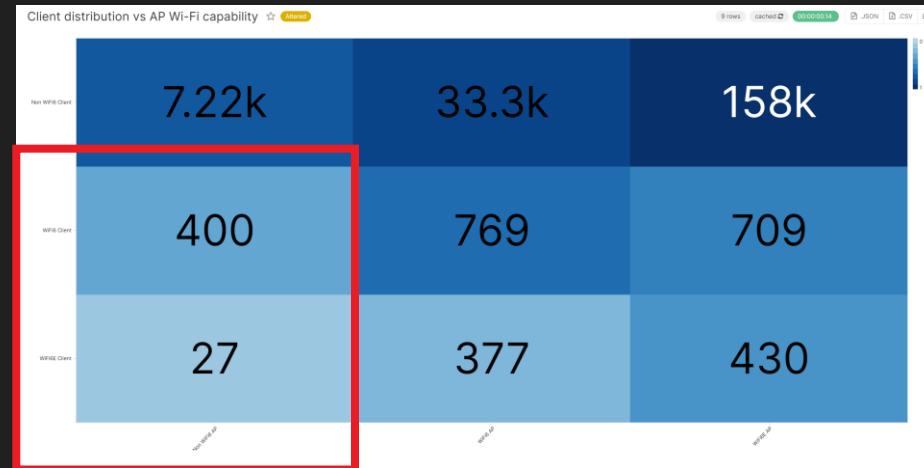 Client distribution vs AP Wi-Fi capability ☆ Altered
9 rows cached 00:00:00.14 .JSON .CSV
Non WiFi6 Client 7.22k 33.3k 158k
WiFi6 Client 400 769 709
WiFi6E Client 27 377 430
Non WiFi6 AP WiFi6 AP WiFi6E AP